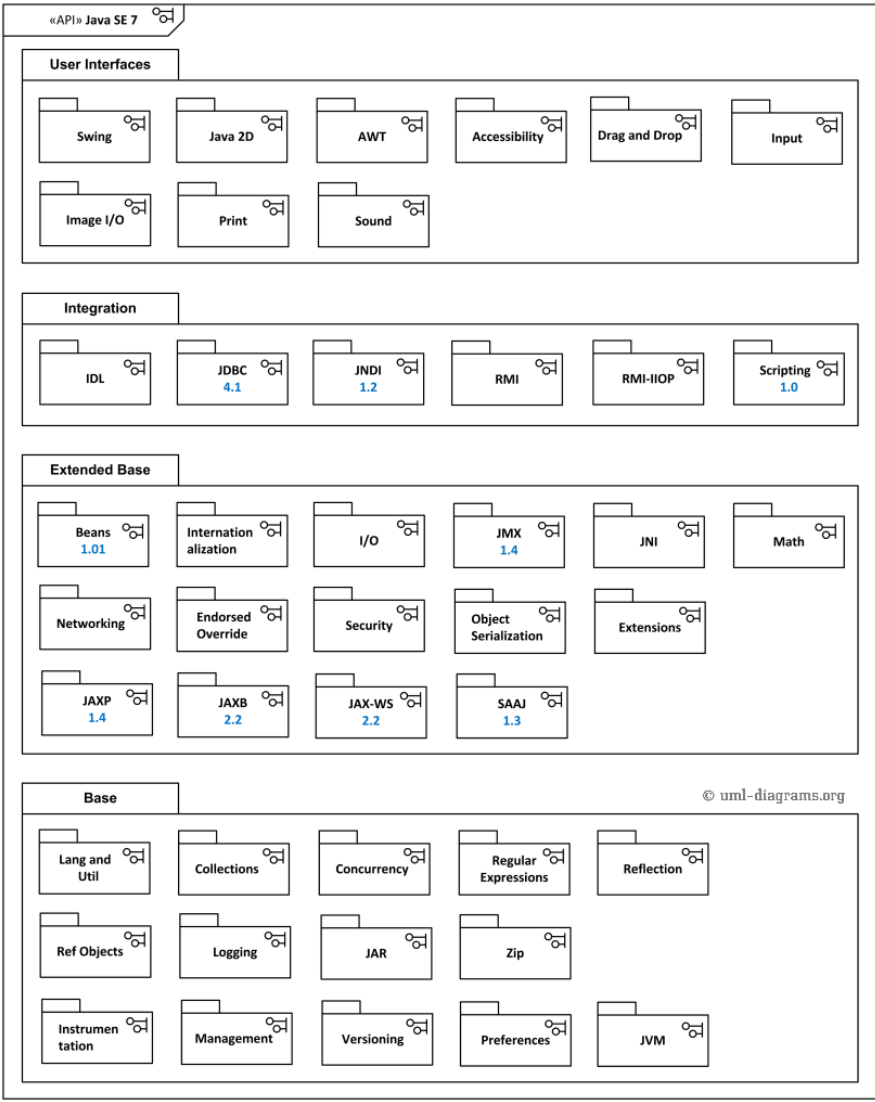 «API» Java SE 7
User Interfaces
Swing
Java 2D
AWT
Accessibility
Drag and Drop
Input
Image I/O
Print
Sound
Integration
IDL
JDBC
4.1
JNDI
1.2
RMI
RMI-IIOP
Scripting
1.0
Extended Base
Beans
1.01
Internation
alization
I/O
JMX
1.4
JNI
Math
Networking
Endorsed
Override
Security
Object
Serialization
Extensions
JAXP
1.4
JAXB
2.2
JAX-WS
2.2
SAAJ
1.3
Base
© uml-diagrams.org
Lang and
Util
Collections
Concurrency
Regular
Expressions
Reflection
Ref Objects
Logging
JAR
Zip
Instrumen
tation
Management
Versioning
Preferences
JVM